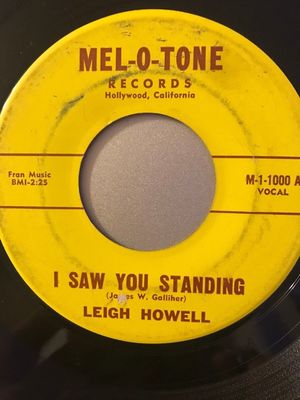 MEL-O-TONE
RECORDS
Hollywood, California
Fran Music
BMI-2:25
M-1-1000 A
VOCAL
I SAW YOU STANDING
(James W. Galliher)
LEIGH HOWELL